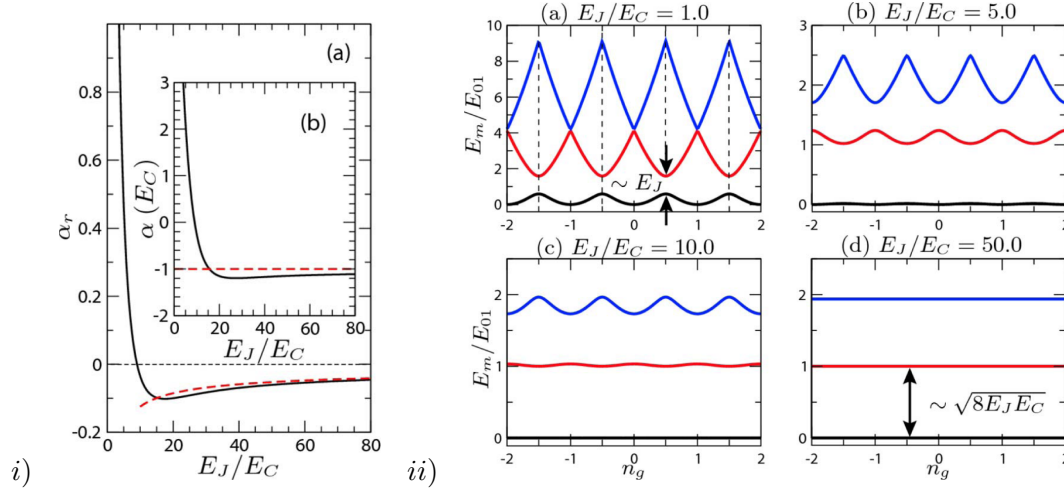 (a)
(b)
α_r
0.8
0.6
0.4
0.2
0
-0.2
0 20 40 60 80
E_J/E_C
α (E_C)
3
2
1
0
-1
-2
-3
0 20 40 60 80
E_J/E_C
i)
ii)
(a) E_J/E_C = 1.0
E_m/E_01
10
8
6
4
2
0
∼ E_J
-2 -1 0 1 2
(b) E_J/E_C = 5.0
3
2
1
0
-2 -1 0 1 2
(c) E_J/E_C = 10.0
E_m/E_01
2
1
0
-2 -1 0 1 2
n_g
(d) E_J/E_C = 50.0
2
1
0
∼ √8E_JE_C
-2 -1 0 1 2
n_g